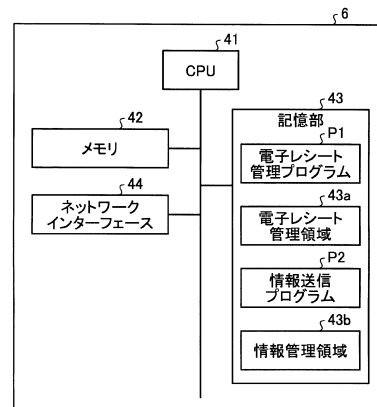 6
41
CPU
42
メモリ
44
ネットワーク
インターフェース
43
記憶部
P1
電子レシート
管理プログラム
43a
電子レシート
管理領域
P2
情報送信
プログラム
43b
情報管理領域